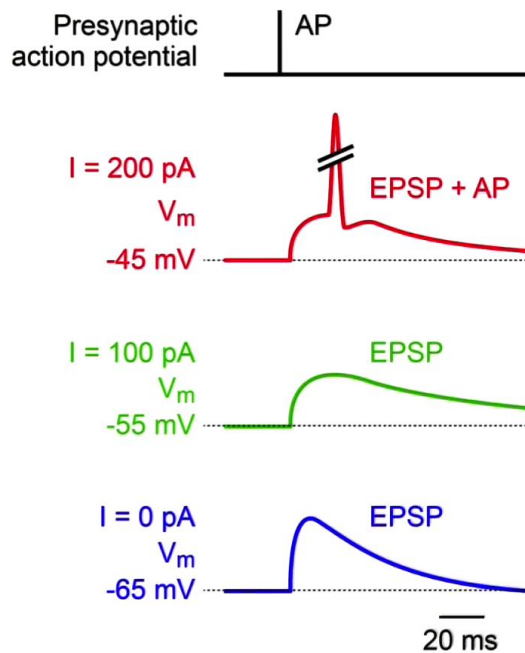 Presynaptic
action potential
AP
I = 200 pA
EPSP + AP
Vm
-45 mV
I = 100 pA
EPSP
Vm
-55 mV
I = 0 pA
EPSP
Vm
-65 mV
20 ms